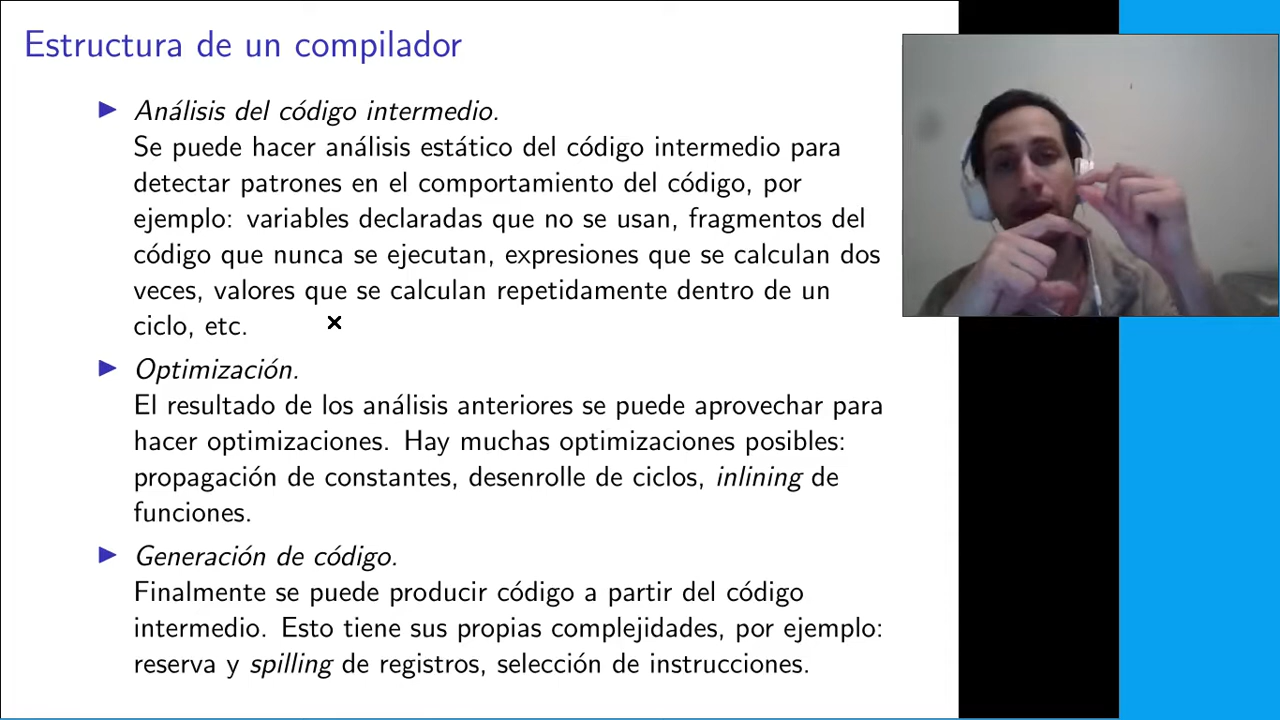 Estructura de un compilador
Análisis del código intermedio.
Se puede hacer análisis estático del código intermedio para
detectar patrones en el comportamiento del código, por
ejemplo: variables declaradas que no se usan, fragmentos del
código que nunca se ejecutan, expresiones que se calculan dos
veces, valores que se calculan repetidamente dentro de un
ciclo, etc.
Optimización.
El resultado de los análisis anteriores se puede aprovechar para
hacer optimizaciones. Hay muchas optimizaciones posibles:
propagación de constantes, desenrolle de ciclos, inlining de
funciones.
Generación de código.
Finalmente se puede producir código a partir del código
intermedio. Esto tiene sus propias complejidades, por ejemplo:
reserva y spilling de registros, selección de instrucciones.